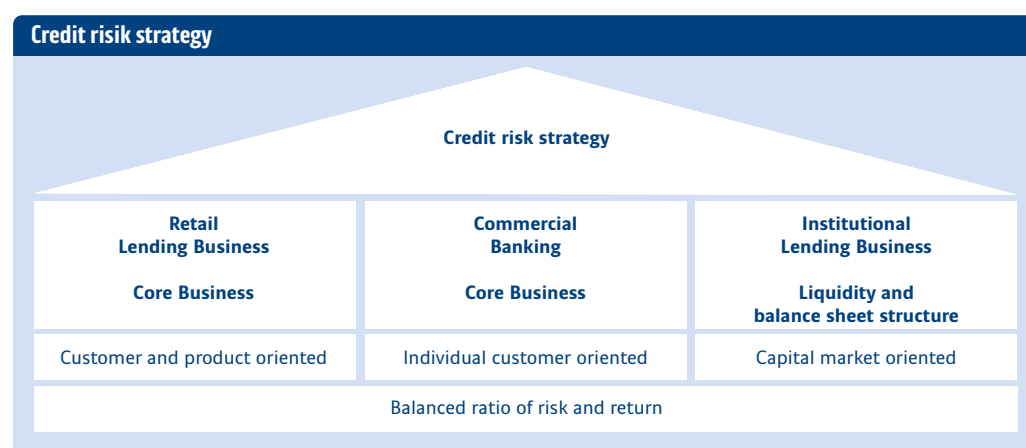 Credit risik strategy
Credit risk strategy
Retail
Lending Business
Core Business
Commercial
Banking
Core Business
Institutional
Lending Business
Liquidity and
balance sheet structure
Customer and product oriented
Individual customer oriented
Capital market oriented
Balanced ratio of risk and return